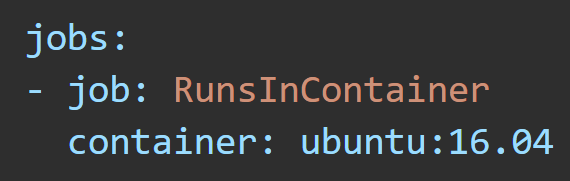 jobs:
- job: RunsInContainer
container: ubuntu:16.04